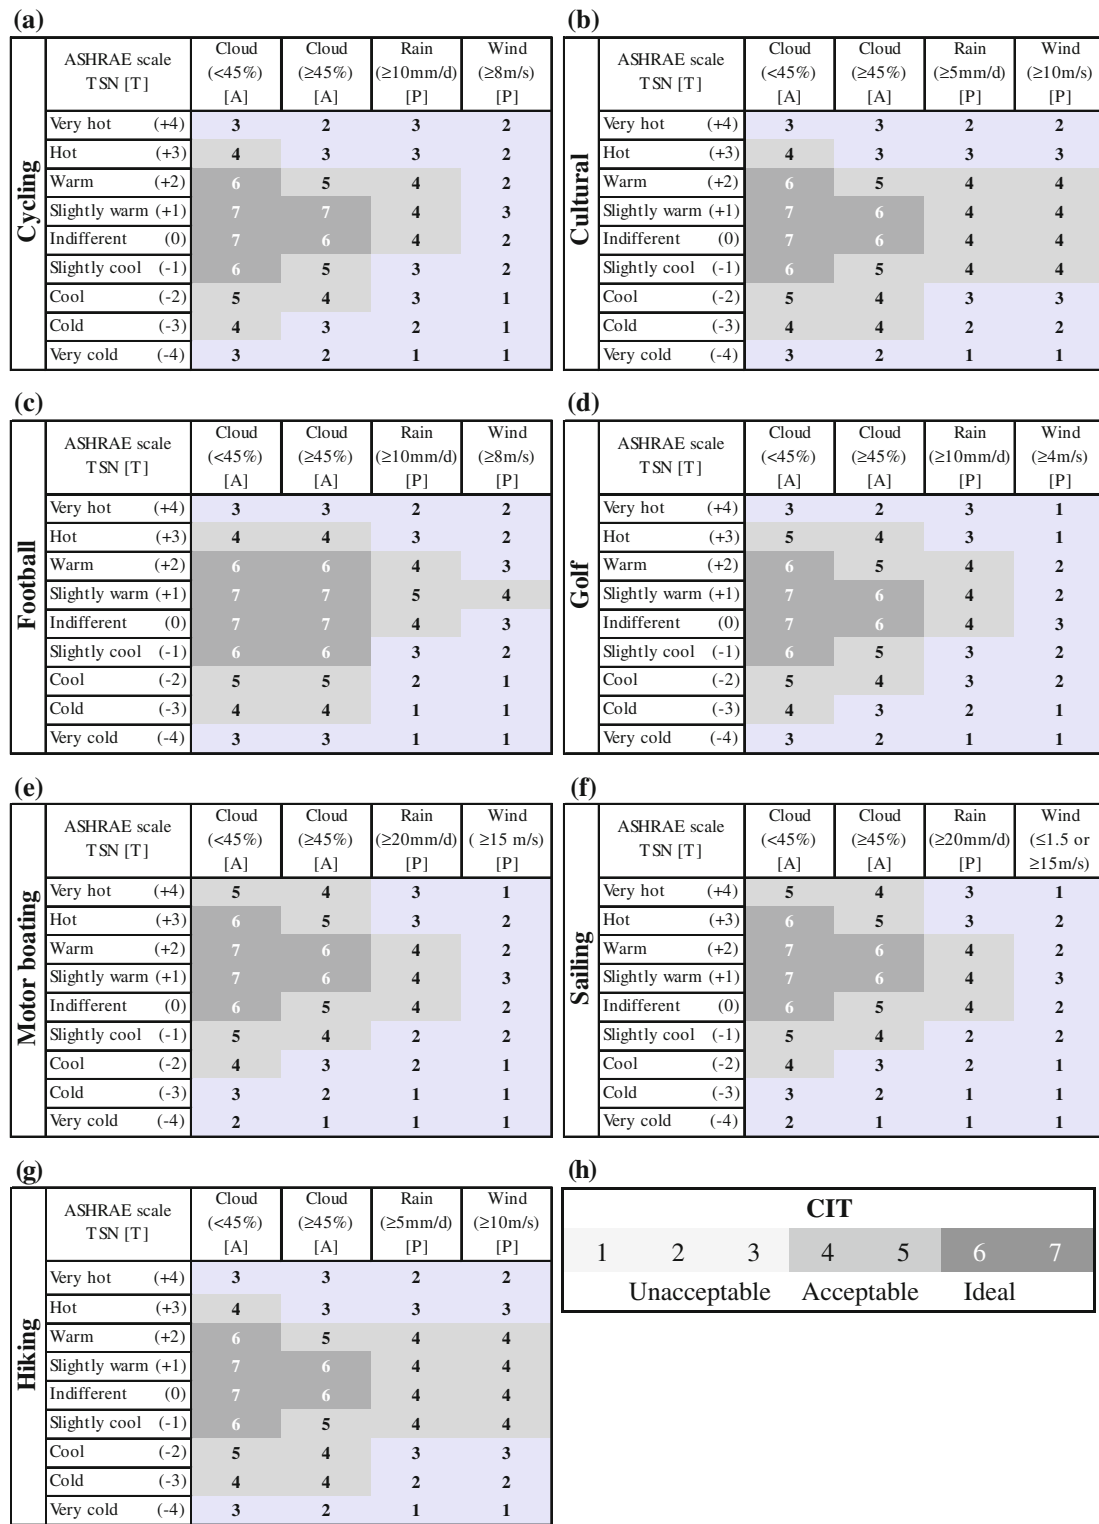 (a)
Cycling
ASHRAE scale TSN [T] Cloud (<45%) [A] Cloud (≥45%) [A] Rain (≥10mm/d) [P] Wind (≥8m/s) [P]
Very hot (+4) 3 2 3 2
Hot (+3) 4 3 3 2
Warm (+2) 6 5 4 2
Slightly warm (+1) 7 7 4 3
Indifferent (0) 7 6 4 2
Slightly cool (-1) 6 5 3 2
Cool (-2) 5 4 3 1
Cold (-3) 4 3 2 1
Very cold (-4) 3 2 1 1
(b)
Cultural
ASHRAE scale TSN [T] Cloud (<45%) [A] Cloud (≥45%) [A] Rain (≥5mm/d) [P] Wind (≥10m/s) [P]
Very hot (+4) 3 3 2 2
Hot (+3) 4 3 3 3
Warm (+2) 6 5 4 4
Slightly warm (+1) 7 6 4 4
Indifferent (0) 7 6 4 4
Slightly cool (-1) 6 5 4 4
Cool (-2) 5 4 3 3
Cold (-3) 4 4 2 2
Very cold (-4) 3 2 1 1
(c)
Football
ASHRAE scale TSN [T] Cloud (<45%) [A] Cloud (≥45%) [A] Rain (≥10mm/d) [P] Wind (≥8m/s) [P]
Very hot (+4) 3 3 2 2
Hot (+3) 4 4 3 2
Warm (+2) 6 6 4 3
Slightly warm (+1) 7 7 5 4
Indifferent (0) 7 7 4 3
Slightly cool (-1) 6 6 3 2
Cool (-2) 5 5 2 1
Cold (-3) 4 4 1 1
Very cold (-4) 3 3 1 1
(d)
Golf
ASHRAE scale TSN [T] Cloud (<45%) [A] Cloud (≥45%) [A] Rain (≥10mm/d) [P] Wind (≥4m/s) [P]
Very hot (+4) 3 2 3 1
Hot (+3) 5 4 3 1
Warm (+2) 6 5 4 2
Slightly warm (+1) 7 6 4 2
Indifferent (0) 7 6 4 3
Slightly cool (-1) 6 5 3 2
Cool (-2) 5 4 3 2
Cold (-3) 4 3 2 1
Very cold (-4) 3 2 1 1
(e)
Motor boating
ASHRAE scale TSN [T] Cloud (<45%) [A] Cloud (≥45%) [A] Rain (≥20mm/d) [P] Wind ( ≥15 m/s) [P]
Very hot (+4) 5 4 3 1
Hot (+3) 6 5 3 2
Warm (+2) 7 6 4 2
Slightly warm (+1) 7 6 4 3
Indifferent (0) 6 5 4 2
Slightly cool (-1) 5 4 2 2
Cool (-2) 4 3 2 1
Cold (-3) 3 2 1 1
Very cold (-4) 2 1 1 1
(f)
Sailing
ASHRAE scale TSN [T] Cloud (<45%) [A] Cloud (≥45%) [A] Rain (≥20mm/d) [P] Wind (≤1.5 or ≥15m/s)
Very hot (+4) 5 4 3 1
Hot (+3) 6 5 3 2
Warm (+2) 7 6 4 2
Slightly warm (+1) 7 6 4 3
Indifferent (0) 6 5 4 2
Slightly cool (-1) 5 4 2 2
Cool (-2) 4 3 2 1
Cold (-3) 3 2 1 1
Very cold (-4) 2 1 1 1
(g)
Hiking
ASHRAE scale TSN [T] Cloud (<45%) [A] Cloud (≥45%) [A] Rain (≥5mm/d) [P] Wind (≥10m/s) [P]
Very hot (+4) 3 3 2 2
Hot (+3) 4 3 3 3
Warm (+2) 6 5 4 4
Slightly warm (+1) 7 6 4 4
Indifferent (0) 7 6 4 4
Slightly cool (-1) 6 5 4 4
Cool (-2) 5 4 3 3
Cold (-3) 4 4 2 2
Very cold (-4) 3 2 1 1
(h)
CIT
1 2 3 4 5 6 7
Unacceptable Acceptable Ideal